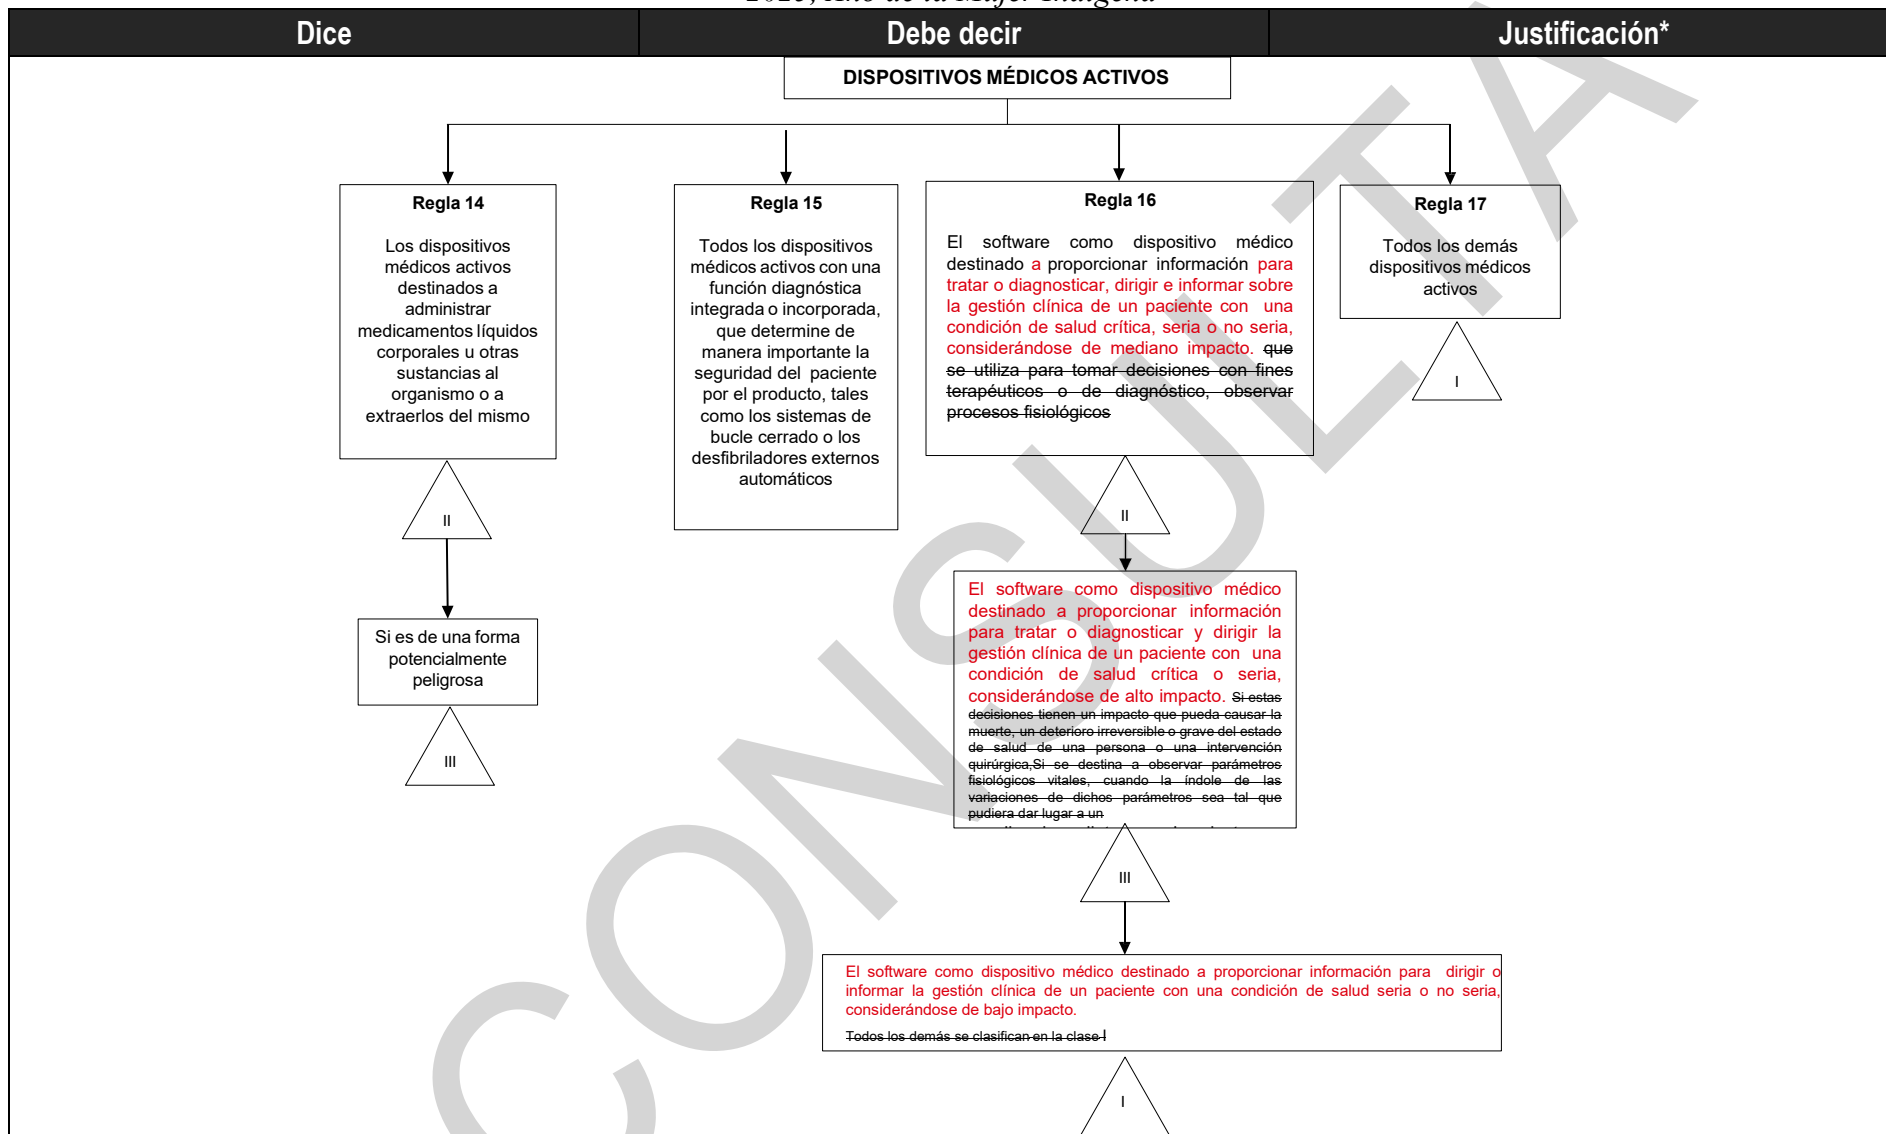 2025, Año de la Mujer Indígena
Dice
Debe decir
Justificación*
DISPOSITIVOS MÉDICOS ACTIVOS
Regla 14
Los dispositivos
médicos activos
destinados a
administrar
medicamentos líquidos
corporales u otras
sustancias al
organismo o a
extraerlos del mismo
II
Si es de una forma
potencialmente
peligrosa
III
Regla 15
Todos los dispositivos
médicos activos con una
función diagnóstica
integrada o incorporada,
que determine de
manera importante la
seguridad del paciente
por el producto, tales
como los sistemas de
bucle cerrado o los
desfibriladores externos
automáticos
Regla 16
El software como dispositivo médico
destinado a proporcionar información para
tratar o diagnosticar, dirigir e informar sobre
la gestión clínica de un paciente con una
condición de salud crítica, seria o no seria,
considerándose de mediano impacto. que
se utiliza para tomar decisiones con fines
terapéuticos o de diagnóstico, observar
procesos fisiológicos
II
El software como dispositivo médico
destinado a proporcionar información
para tratar o diagnosticar y dirigir la
gestión clínica de un paciente con una
condición de salud crítica o seria,
considerándose de alto impacto. Si estas
decisiones tienen un impacto que pueda causar la
muerte, un deterioro irreversible o grave del estado
de salud de una persona o una intervención
quirúrgica,Si se destina a observar parámetros
fisiológicos vitales, cuando la índole de las
variaciones de dichos parámetros sea tal que
pudiera dar lugar a un
III
El software como dispositivo médico destinado a proporcionar información para dirigir o
informar la gestión clínica de un paciente con una condición de salud seria o no seria,
considerándose de bajo impacto.
Todos los demás se clasifican en la clase I
I
Regla 17
Todos los demás
dispositivos médicos
activos
I
CONSULTA